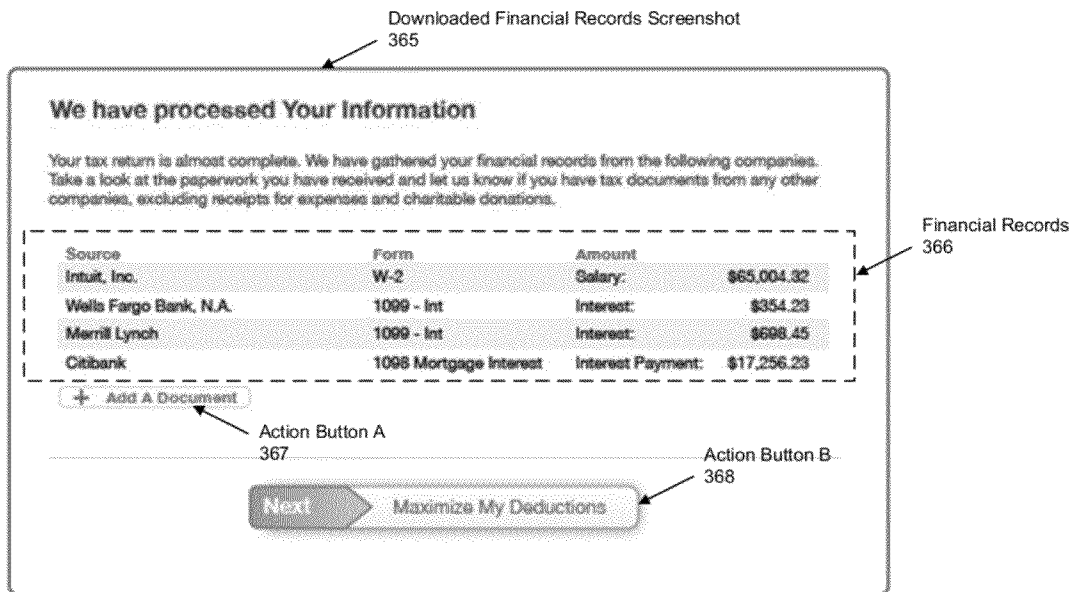 Downloaded Financial Records Screenshot
365
We have processed Your Information
Your tax return is almost complete. We have gathered your financial records from the following companies.
Take a look at the paperwork you have received and let us know if you have tax documents from any other
companies, excluding receipts for expenses and charitable donations.
Financial Records
366
Source Form Amount
Intuit, Inc. W-2 Salary: $65,004.32
Wells Fargo Bank, N.A. 1099 - Int Interest: $354.23
Merrill Lynch 1099 - Int Interest: $698.45
Citibank 1098 Mortgage Interest Interest Payment: $17,256.23
+ Add A Document
Action Button A
367
Action Button B
368
Next Maximize My Deductions